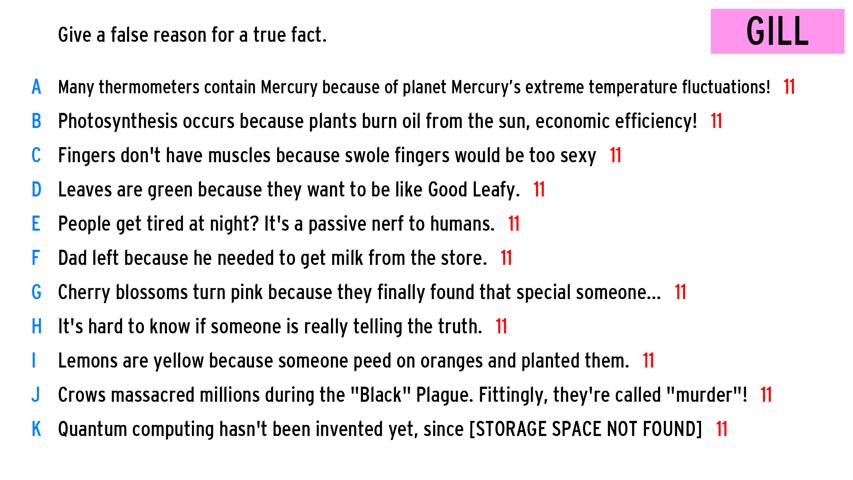 Give a false reason for a true fact.
GILL
A Many thermometers contain Mercury because of planet Mercury's extreme temperature fluctuations! 11
B Photosynthesis occurs because plants burn oil from the sun, economic efficiency! 11
C Fingers don't have muscles because swole fingers would be too sexy 11
D Leaves are green because they want to be like Good Leafy. 11
E People get tired at night? It's a passive nerf to humans. 11
F Dad left because he needed to get milk from the store. 11
G Cherry blossoms turn pink because they finally found that special someone... 11
H It's hard to know if someone is really telling the truth. 11
I Lemons are yellow because someone peed on oranges and planted them. 11
J Crows massacred millions during the "Black" Plague. Fittingly, they're called "murder"! 11
K Quantum computing hasn't been invented yet, since [STORAGE SPACE NOT FOUND] 11